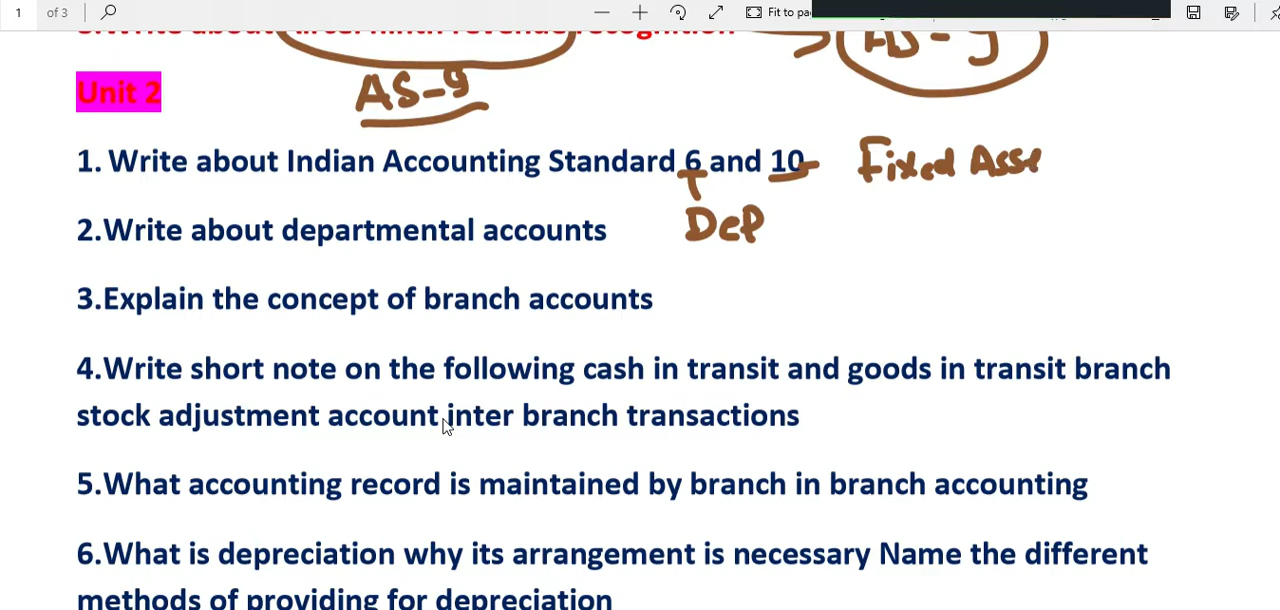 1 of 3 Fit to pa
recognition
AS-9
Unit 2
AS-9
1. Write about Indian Accounting Standard 6 and 10- Fixed Asse
Dep
2.Write about departmental accounts
3.Explain the concept of branch accounts
4.Write short note on the following cash in transit and goods in transit branch
stock adjustment account inter branch transactions
5.What accounting record is maintained by branch in branch accounting
6.What is depreciation why its arrangement is necessary Name the different
methods of providing for depreciation